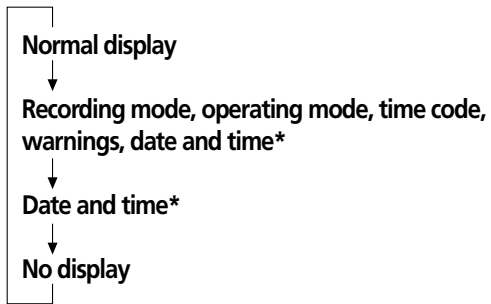 Normal display
Recording mode, operating mode, time code,
warnings, date and time*
Date and time*
No display